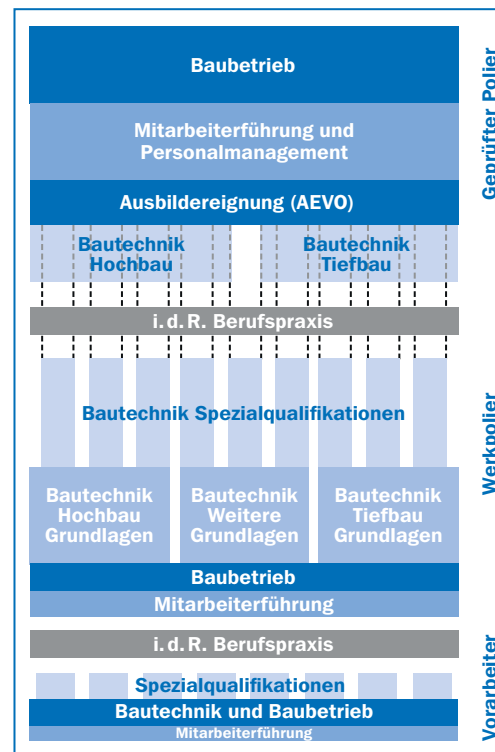 Baubetrieb
Mitarbeiterführung und
Personalmanagement
Ausbildereignung (AEVO)
Bautechnik
Hochbau
Bautechnik
Tiefbau
Geprüfter Polier
i. d. R. Berufspraxis
Bautechnik Spezialqualifikationen
Bautechnik
Hochbau
Grundlagen
Bautechnik
Weitere
Grundlagen
Bautechnik
Tiefbau
Grundlagen
Baubetrieb
Mitarbeiterführung
Werkpolier
i. d. R. Berufspraxis
Spezialqualifikationen
Bautechnik und Baubetrieb
Mitarbeiterführung
Vorarbeiter